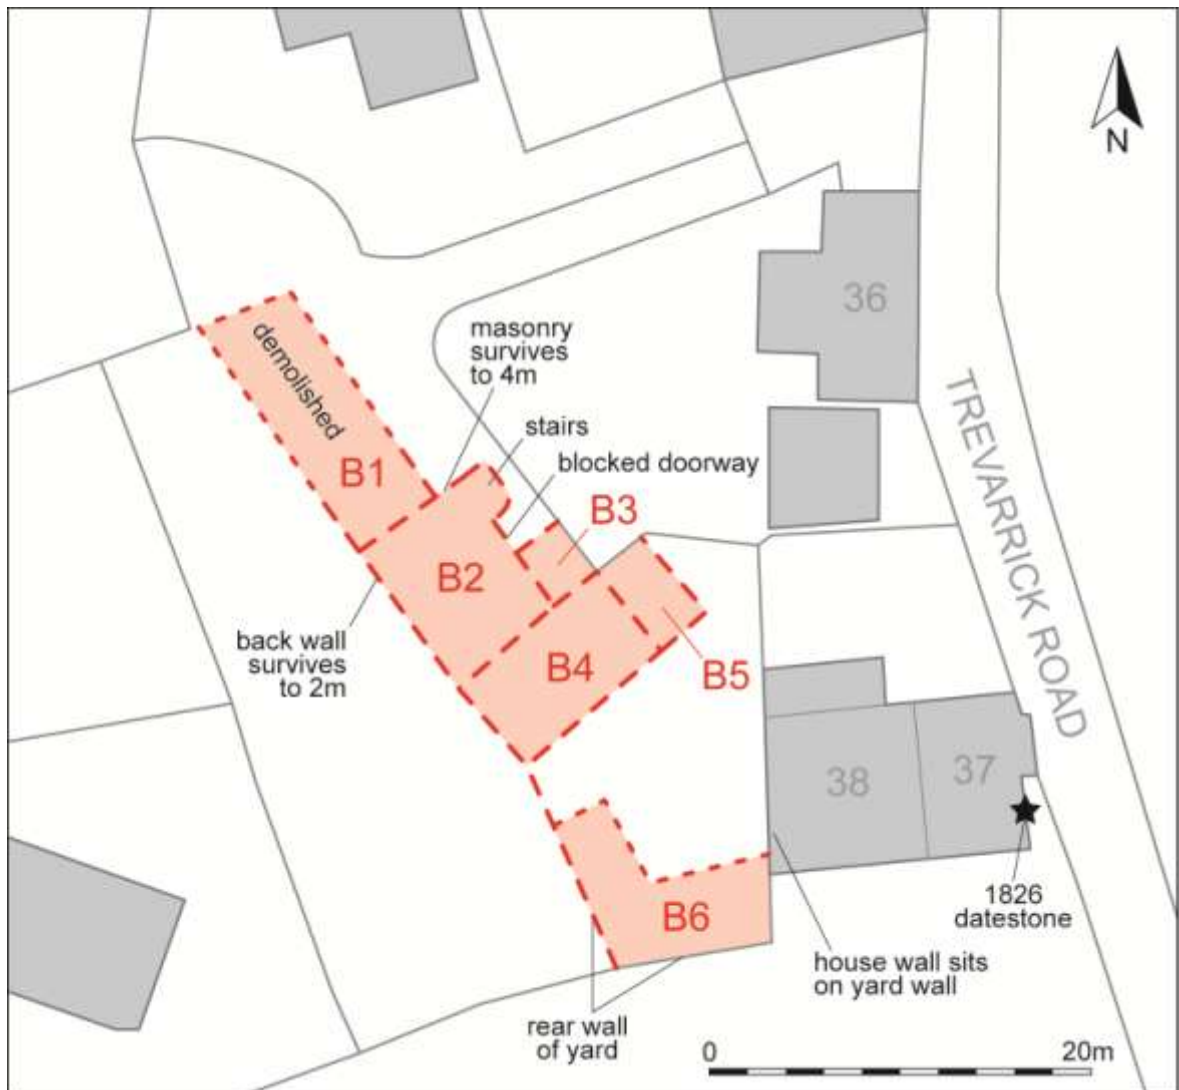 N
36
TREVARRICK ROAD
masonry
survives
to 4m
demolished
stairs
blocked doorway
B1
B3
B2
back wall
survives
to 2m
B4
B5
38
37
1826
datestone
B6
house wall sits
on yard wall
rear wall
of yard
0 20m